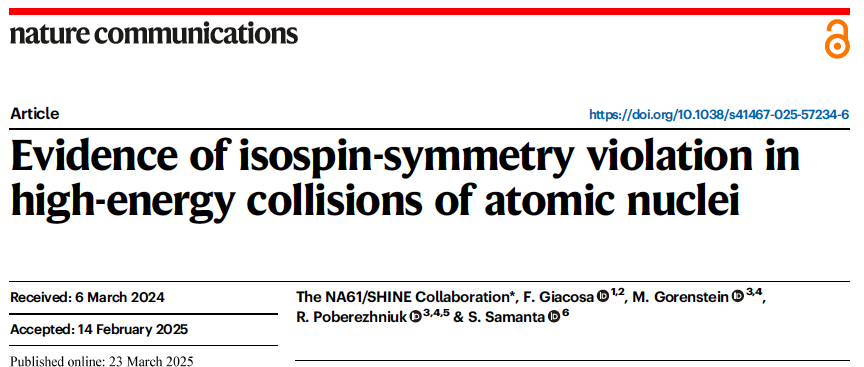 nature communications
Article
https://doi.org/10.1038/s41467-025-57234-6
Evidence of isospin-symmetry violation in
high-energy collisions of atomic nuclei
Received: 6 March 2024
Accepted: 14 February 2025
Published online: 23 March 2025
The NA61/SHINE Collaboration*, F. Giacosa 1,2, M. Gorenstein 3,4,
R. Poberezhniuk 3,4,5 & S. Samanta 6